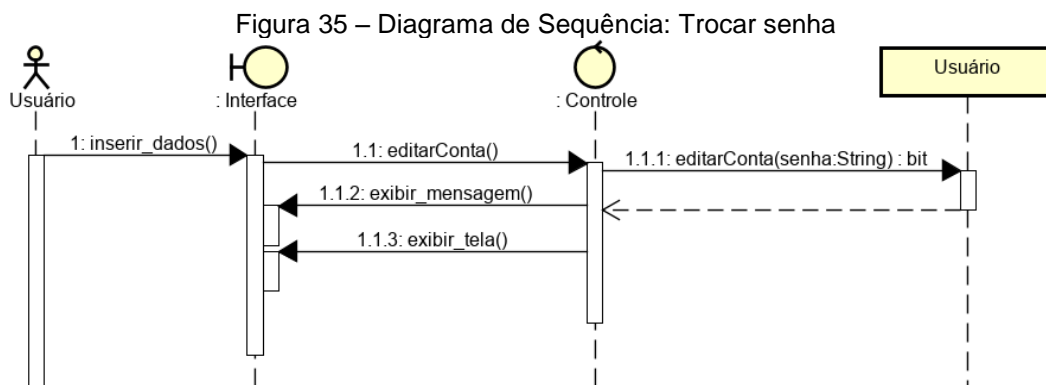 Figura 35 – Diagrama de Sequência: Trocar senha
Usuário
: Interface
: Controle
Usuário
1: inserir_dados()
1.1: editarConta()
1.1.1: editarConta(senha:String) : bit
1.1.2: exibir_mensagem()
1.1.3: exibir_tela()